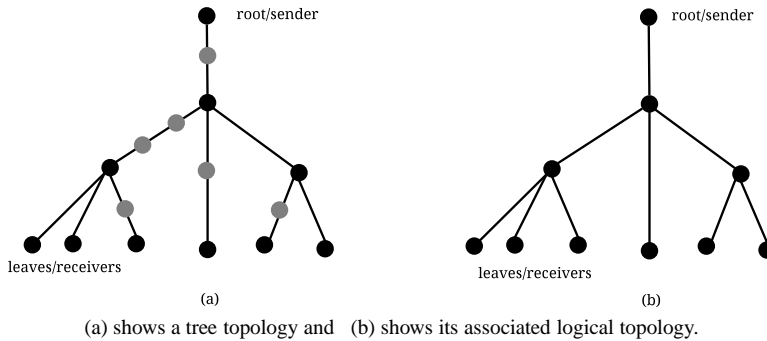 root/sender
root/sender
leaves/receivers
leaves/receivers
(a)
(b)
(a) shows a tree topology and (b) shows its associated logical topology.